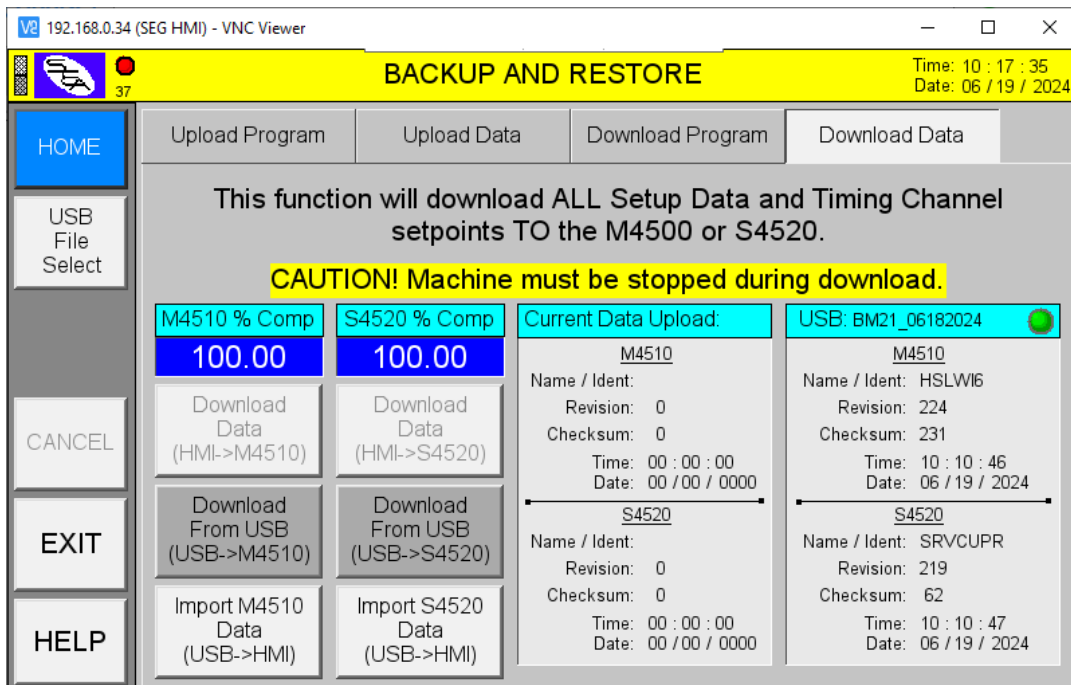 192.168.0.34 (SEG HMI) - VNC Viewer
37
BACKUP AND RESTORE
Time: 10 : 17 : 35
Date: 06 / 19 / 2024
HOME
USB
File
Select
CANCEL
EXIT
HELP
Upload Program
Upload Data
Download Program
Download Data
This function will download ALL Setup Data and Timing Channel
setpoints TO the M4500 or S4520.
CAUTION! Machine must be stopped during download.
M4510 % Comp
100.00
Download
Data
(HMI->M4510)
Download
From USB
(USB->M4510)
Import M4510
Data
(USB->HMI)
S4520 % Comp
100.00
Download
Data
(HMI->S4520)
Download
From USB
(USB->S4520)
Import S4520
Data
(USB->HMI)
Current Data Upload:
M4510
Name / Ident:
Revision: 0
Checksum: 0
Time: 00 : 00 : 00
Date: 00 / 00 / 0000
S4520
Name / Ident:
Revision: 0
Checksum: 0
Time: 00 : 00 : 00
Date: 00 / 00 / 0000
USB: BM21_06182024
M4510
Name / Ident: HSLWI6
Revision: 224
Checksum: 231
Time: 10 : 10 : 46
Date: 06 / 19 / 2024
S4520
Name / Ident: SRVCUPR
Revision: 219
Checksum: 62
Time: 10 : 10 : 47
Date: 06 / 19 / 2024